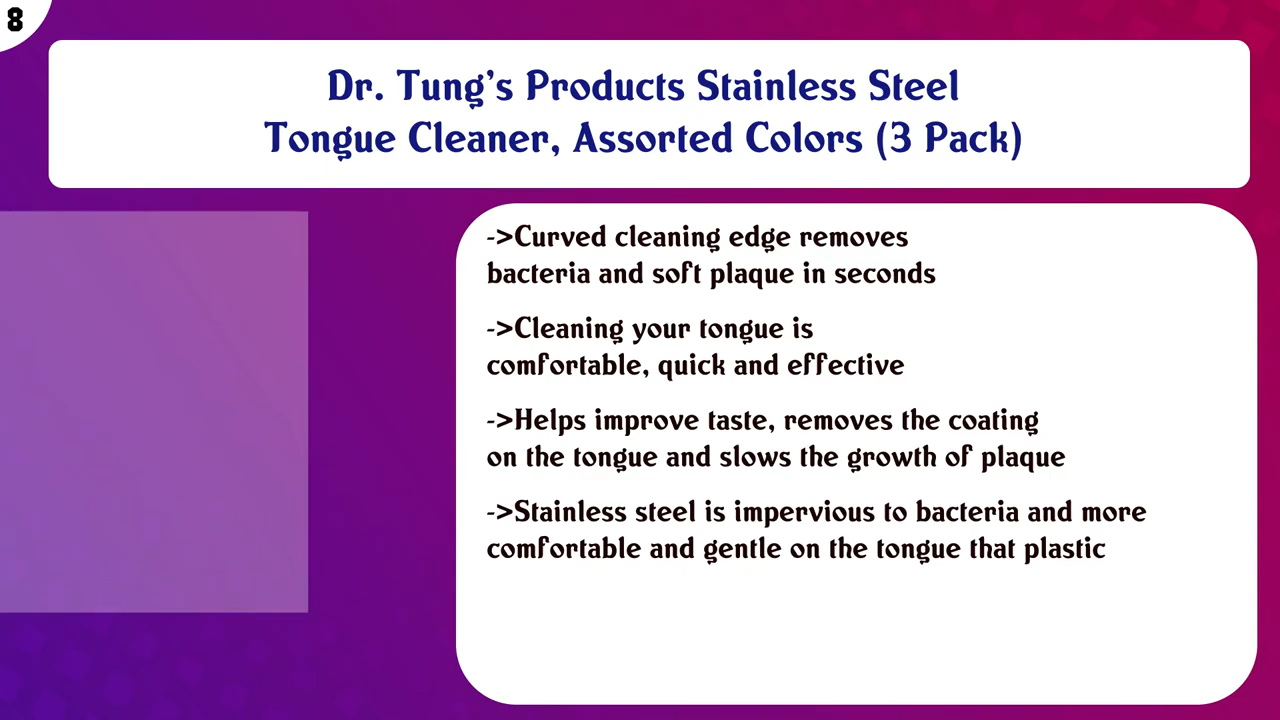 8
Dr. Tung's Products Stainless Steel
Tongue Cleaner, Assorted Colors (3 Pack)
->Curved cleaning edge removes
bacteria and soft plaque in seconds
->Cleaning your tongue is
comfortable, quick and effective
->Helps improve taste, removes the coating
on the tongue and slows the growth of plaque
->Stainless steel is impervious to bacteria and more
comfortable and gentle on the tongue that plastic